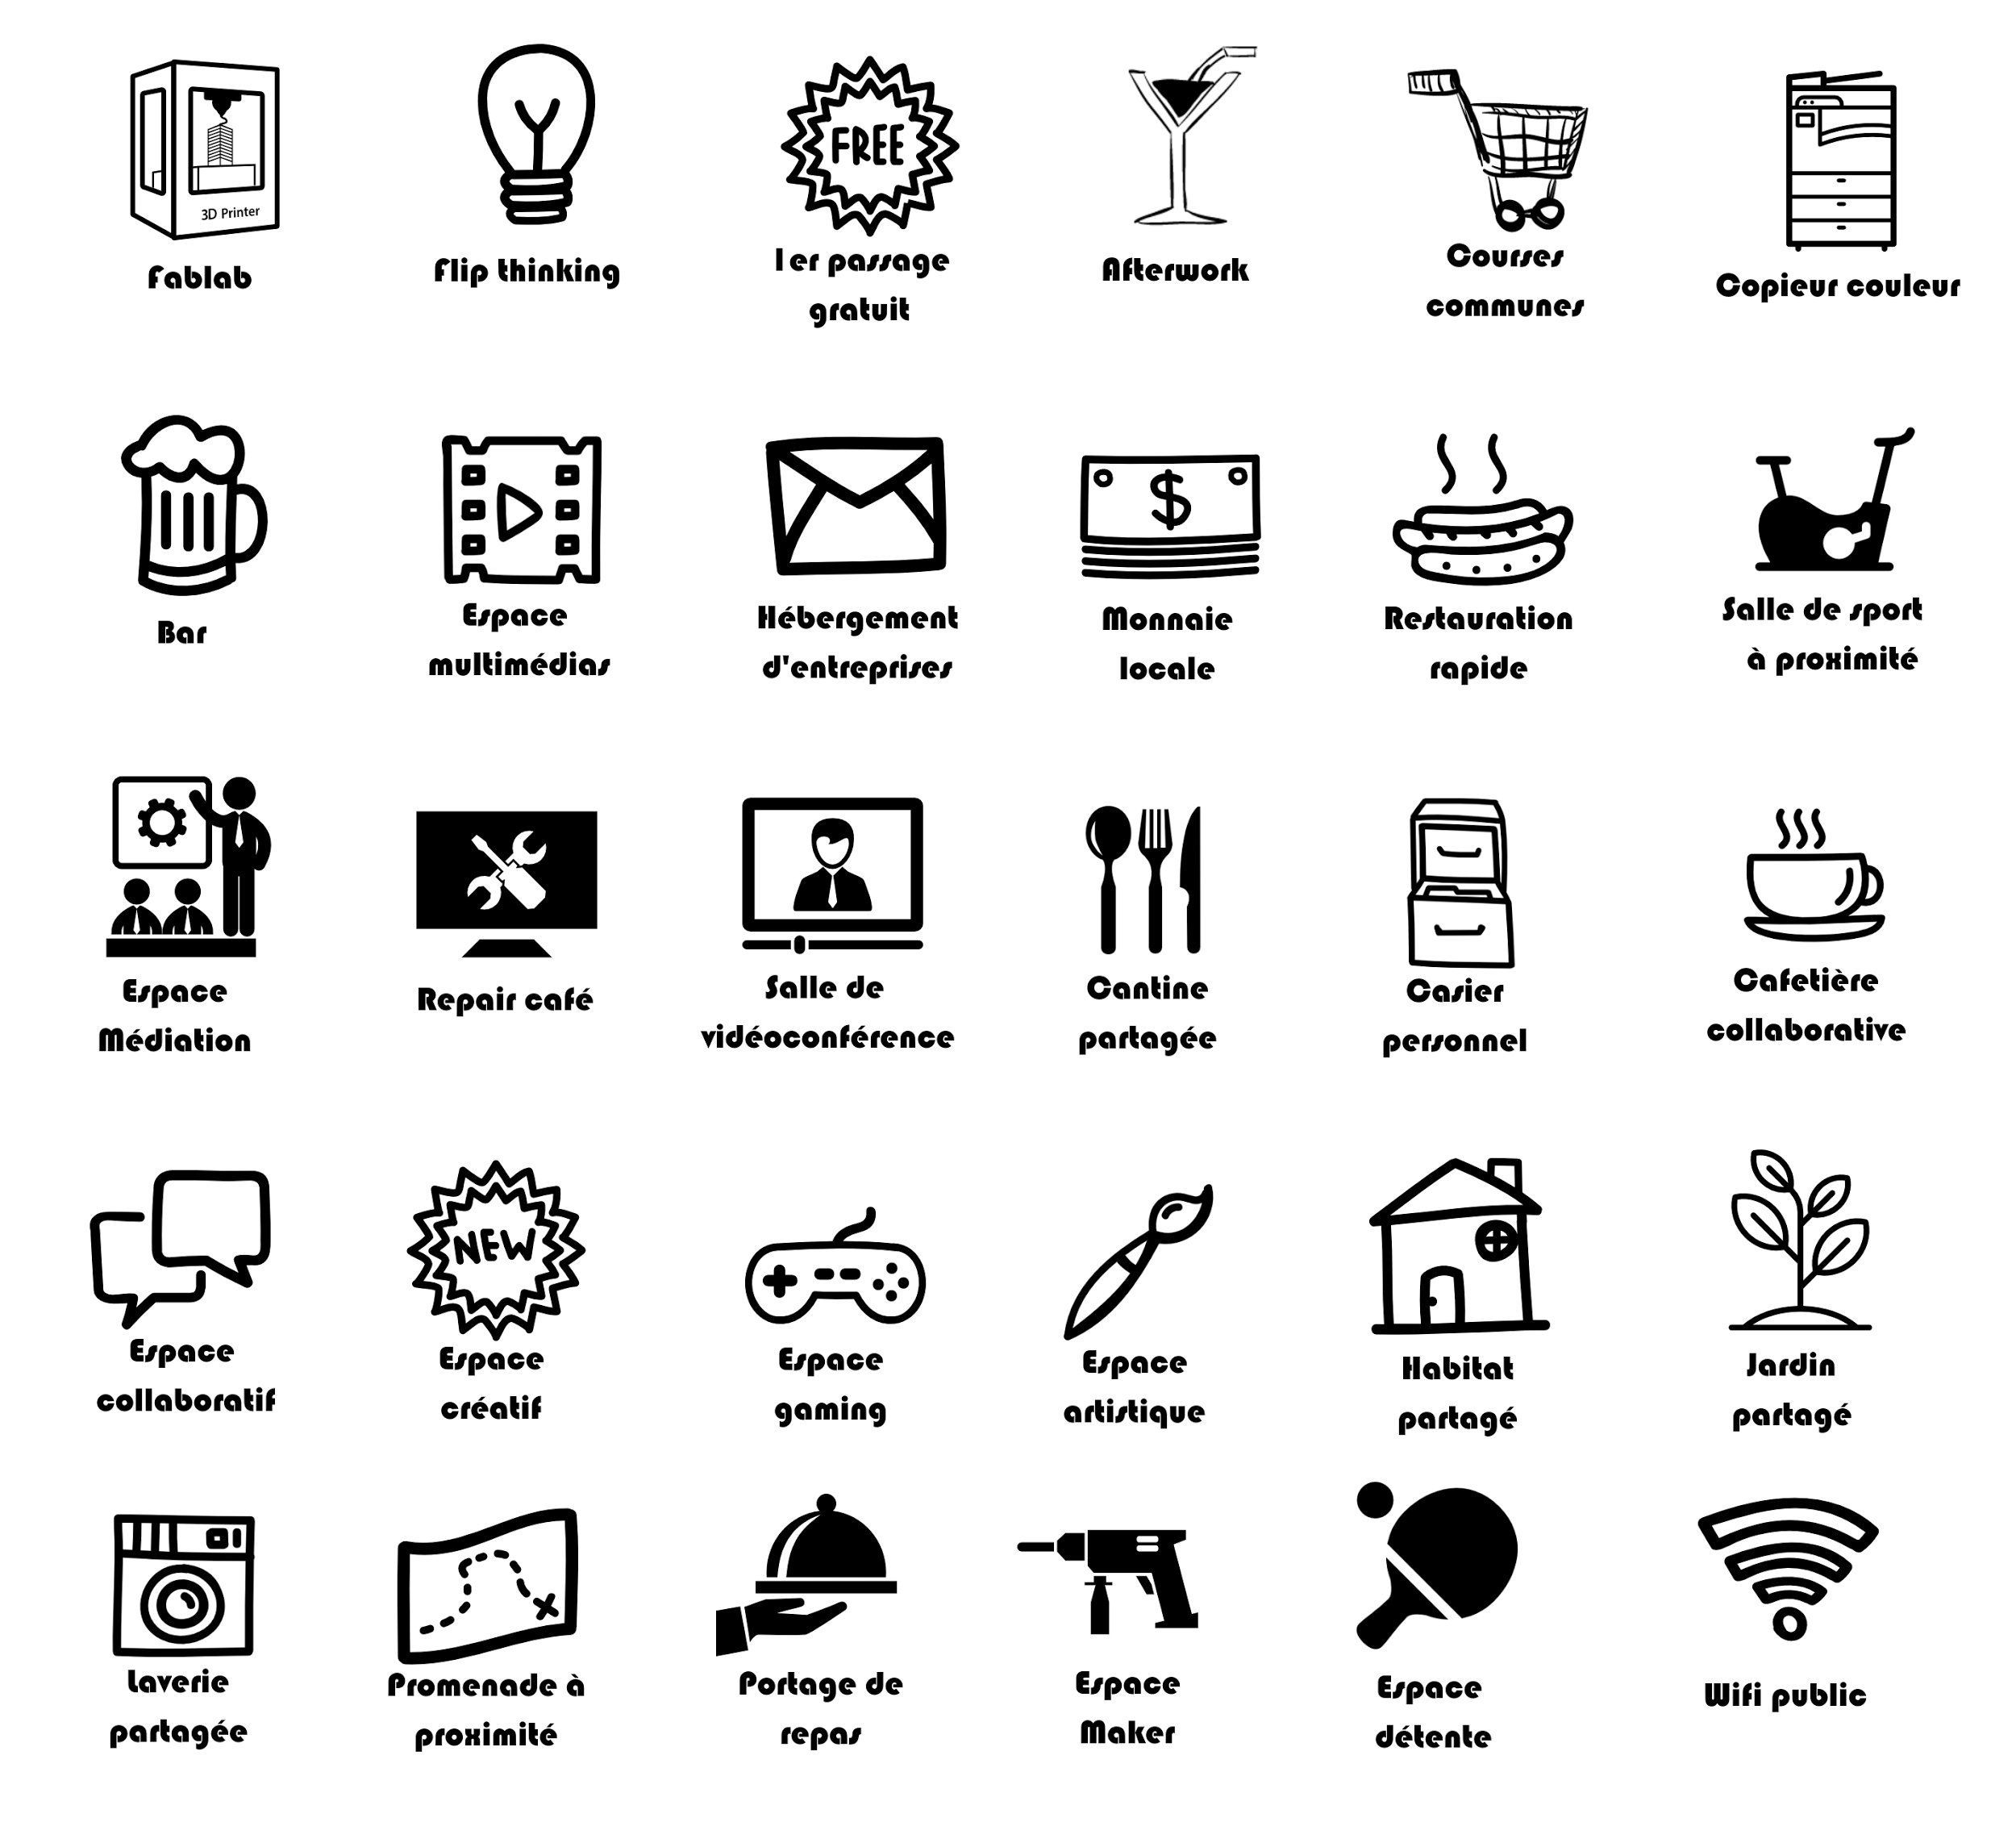 3D Printer
Fablab
Flip thinking
FREE
1er passage
gratuit
Afterwork
Courses
communes
Copieur couleur
Bar
Espace
multimédias
Hébergement
d'entreprises
$
Monnaie
locale
Restauration
rapide
Salle de sport
à proximité
Espace
Médiation
Repair café
Salle de
vidéoconférence
Cantine
partagée
Casier
personnel
Cafetière
collaborative
Espace
collaboratif
NEW
Espace
créatif
Espace
gaming
Espace
artistique
Habitat
partagé
Jardin
partagé
Laverie
partagée
Promenade à
proximité
Portage de
repas
Espace
Maker
Espace
détente
Wifi public